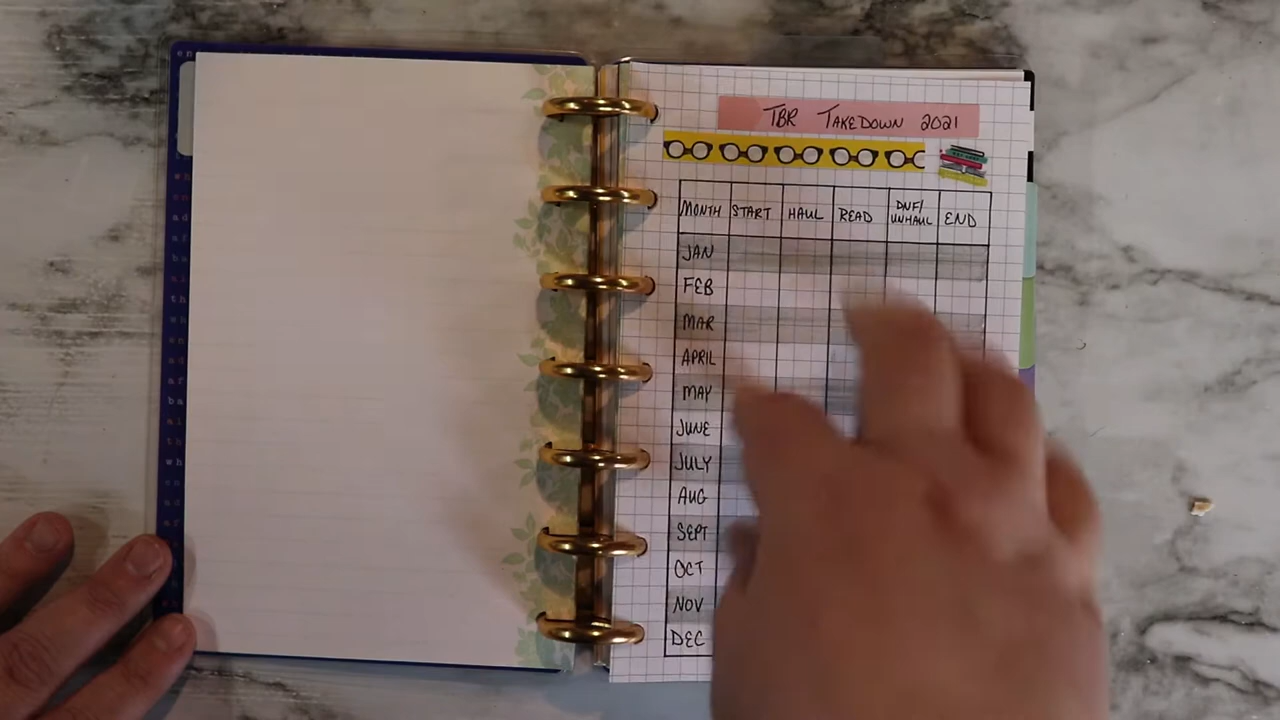 TBR TAKEDOWN 2021
MONTH START HAUL READ DNF/ UNHAUL END
JAN
FEB
MAR
APRIL
MAY
JUNE
JULY
AUG
SEPT
OCT
NOV
DEC